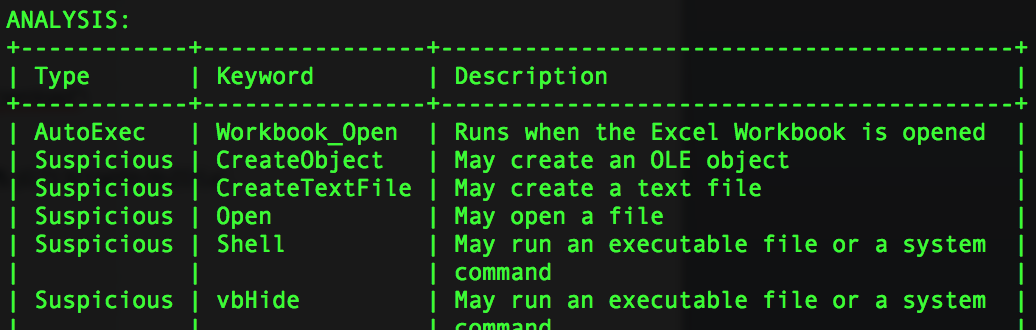 ANALYSIS:
+------------+----------------+-----------------------------------------+
| Type       | Keyword        | Description                             |
+------------+----------------+-----------------------------------------+
| AutoExec   | Workbook_Open  | Runs when the Excel Workbook is opened  |
| Suspicious | CreateObject   | May create an OLE object                |
| Suspicious | CreateTextFile | May create a text file                  |
| Suspicious | Open           | May open a file                         |
| Suspicious | Shell          | May run an executable file or a system  |
|            |                | command                                 |
| Suspicious | vbHide         | May run an executable file or a system  |
|            |                | command                                 |